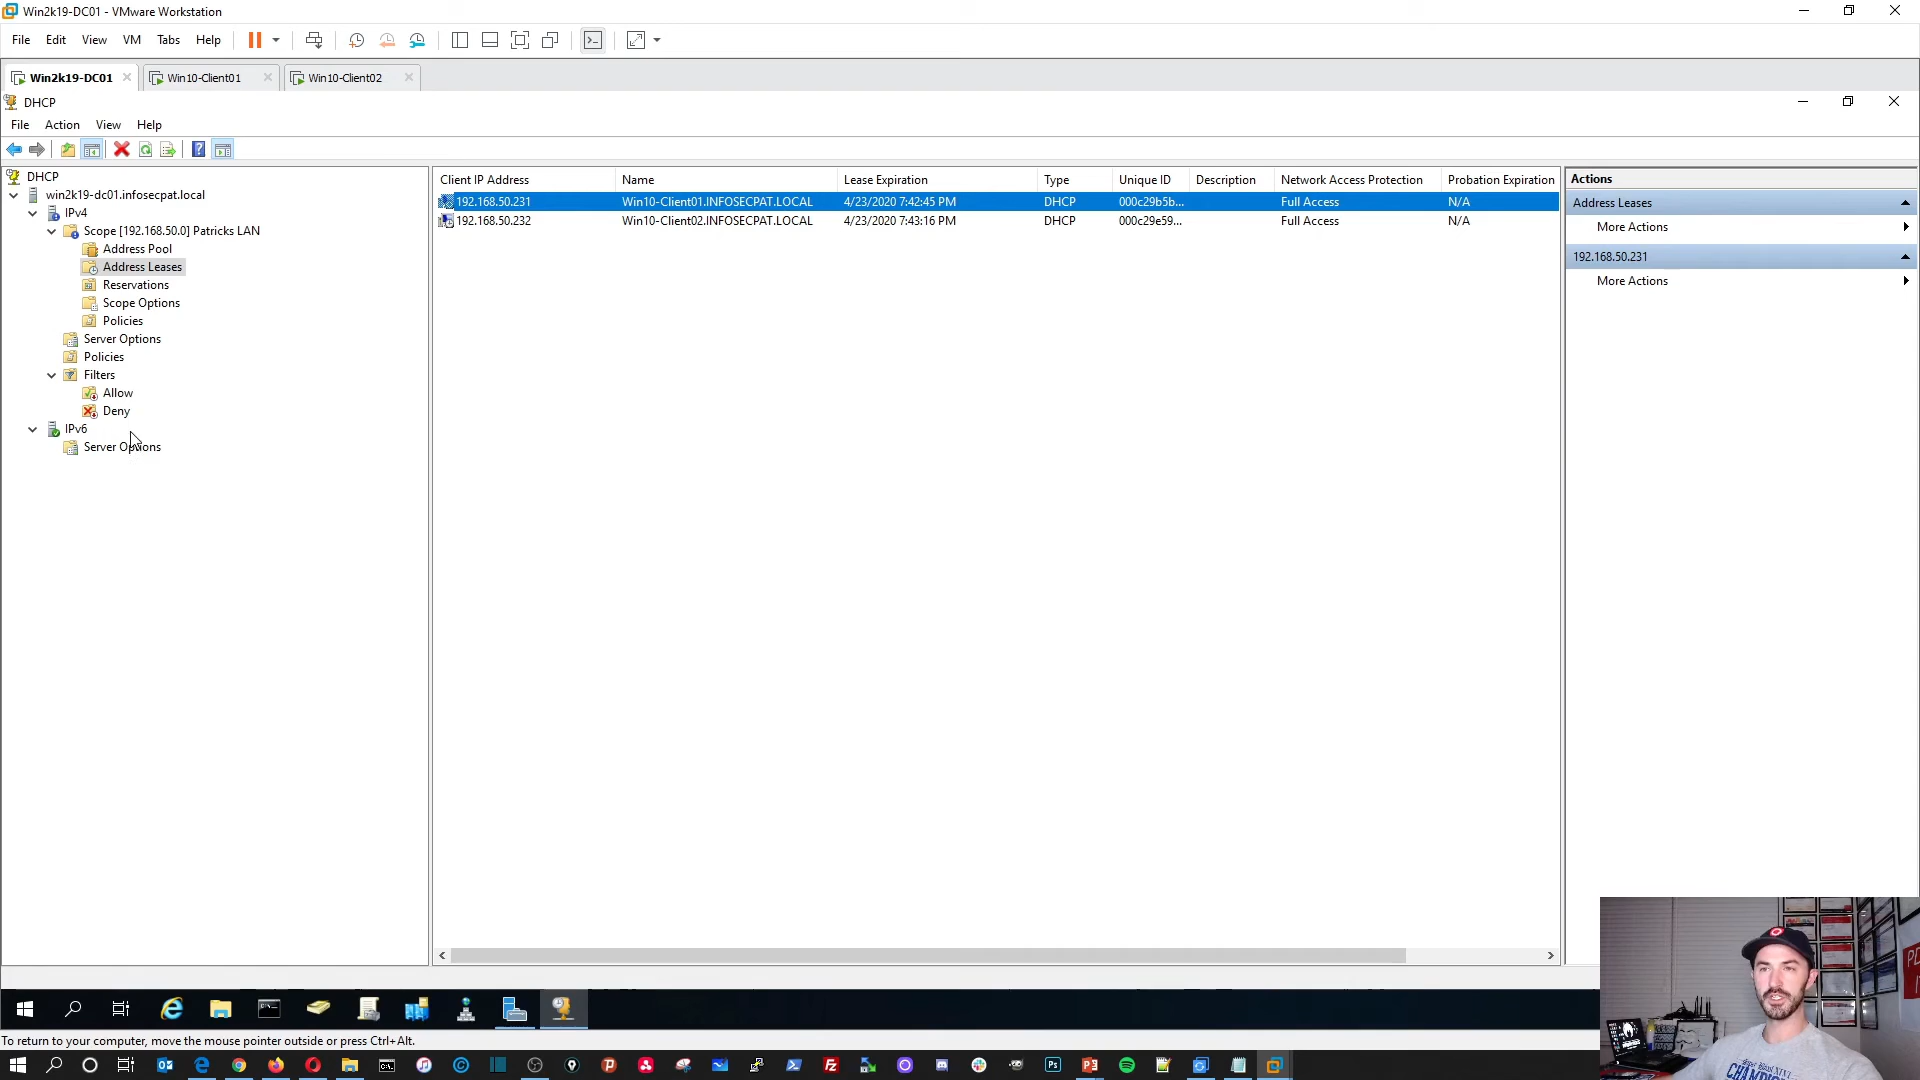 Win2k19-DC01 - VMware Workstation
File Edit View VM Tabs Help
Win2k19-DC01 Win10-Client01 Win10-Client02
DHCP
File Action View Help
DHCP
win2k19-dc01.infosecpat.local
IPv4
Scope [192.168.50.0] Patricks LAN
Address Pool
Address Leases
Reservations
Scope Options
Policies
Server Options
Policies
Filters
Allow
Deny
IPv6
Server Options
Client IP Address Name Lease Expiration Type Unique ID Description Network Access Protection Probation Expiration
192.168.50.231 Win10-Client01.INFOSECPAT.LOCAL 4/23/2020 7:42:45 PM DHCP 000c29b5b... Full Access N/A
192.168.50.232 Win10-Client02.INFOSECPAT.LOCAL 4/23/2020 7:43:16 PM DHCP 000c29e59... Full Access N/A
Actions
Address Leases
More Actions
192.168.50.231
More Actions
To return to your computer, move the mouse pointer outside or press Ctrl+Alt.